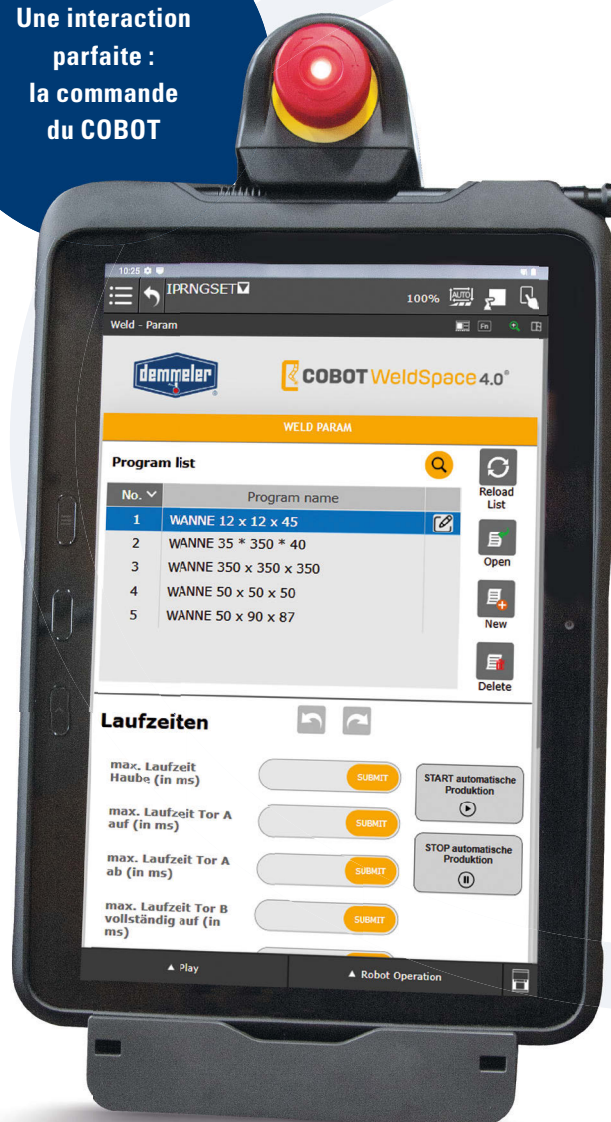 Une interaction
parfaite :
la commande
du COBOT
10:25
IPRNGSET
100% AUTO
Weld - Param
Fn
demmeler
COBOT WeldSpace 4.0®
WELD PARAM
Program list
Reload
List
No. Program name
1 WANNE 12 x 12 x 45
2 WANNE 35 * 350 * 40
3 WANNE 350 x 350 x 350
4 WANNE 50 x 50 x 50
5 WANNE 50 x 90 x 87
Open
New
Delete
Laufzeiten
max. Laufzeit
Haube (in ms)
SUBMIT
START automatische
Produktion
max. Laufzeit Tor A
auf (in ms)
SUBMIT
STOP automatische
Produktion
max. Laufzeit Tor A
ab (in ms)
SUBMIT
max. Laufzeit Tor B
vollständig auf (in
ms)
SUBMIT
▲ Play
▲ Robot Operation